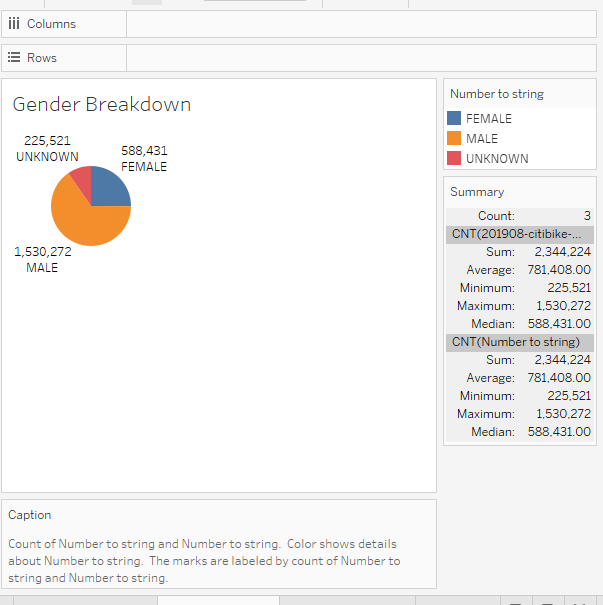 Columns
Rows
Gender Breakdown
225,521
UNKNOWN
588,431
FEMALE
1,530,272
MALE
Number to string
FEMALE
MALE
UNKNOWN
Summary
Count: 3
CNT(201908-citibike-...
Sum: 2,344,224
Average: 781,408.00
Minimum: 225,521
Maximum: 1,530,272
Median: 588,431.00
CNT(Number to string)
Sum: 2,344,224
Average: 781,408.00
Minimum: 225,521
Maximum: 1,530,272
Median: 588,431.00
Caption
Count of Number to string and Number to string.  Color shows details
about Number to string.  The marks are labeled by count of Number to
string and Number to string.